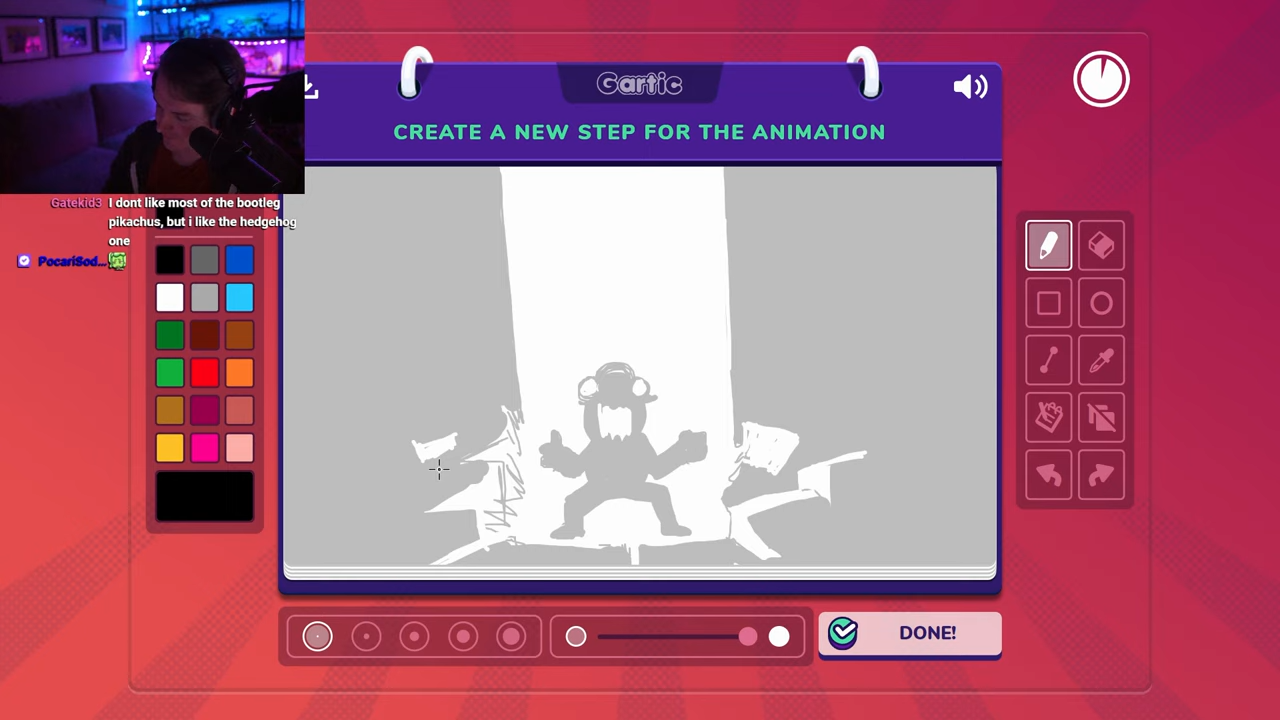 Gartic
CREATE A NEW STEP FOR THE ANIMATION
Gatekid3 I dont like most of the bootleg
pikachus, but i like the hedgehog
one
PocariSod...
DONE!